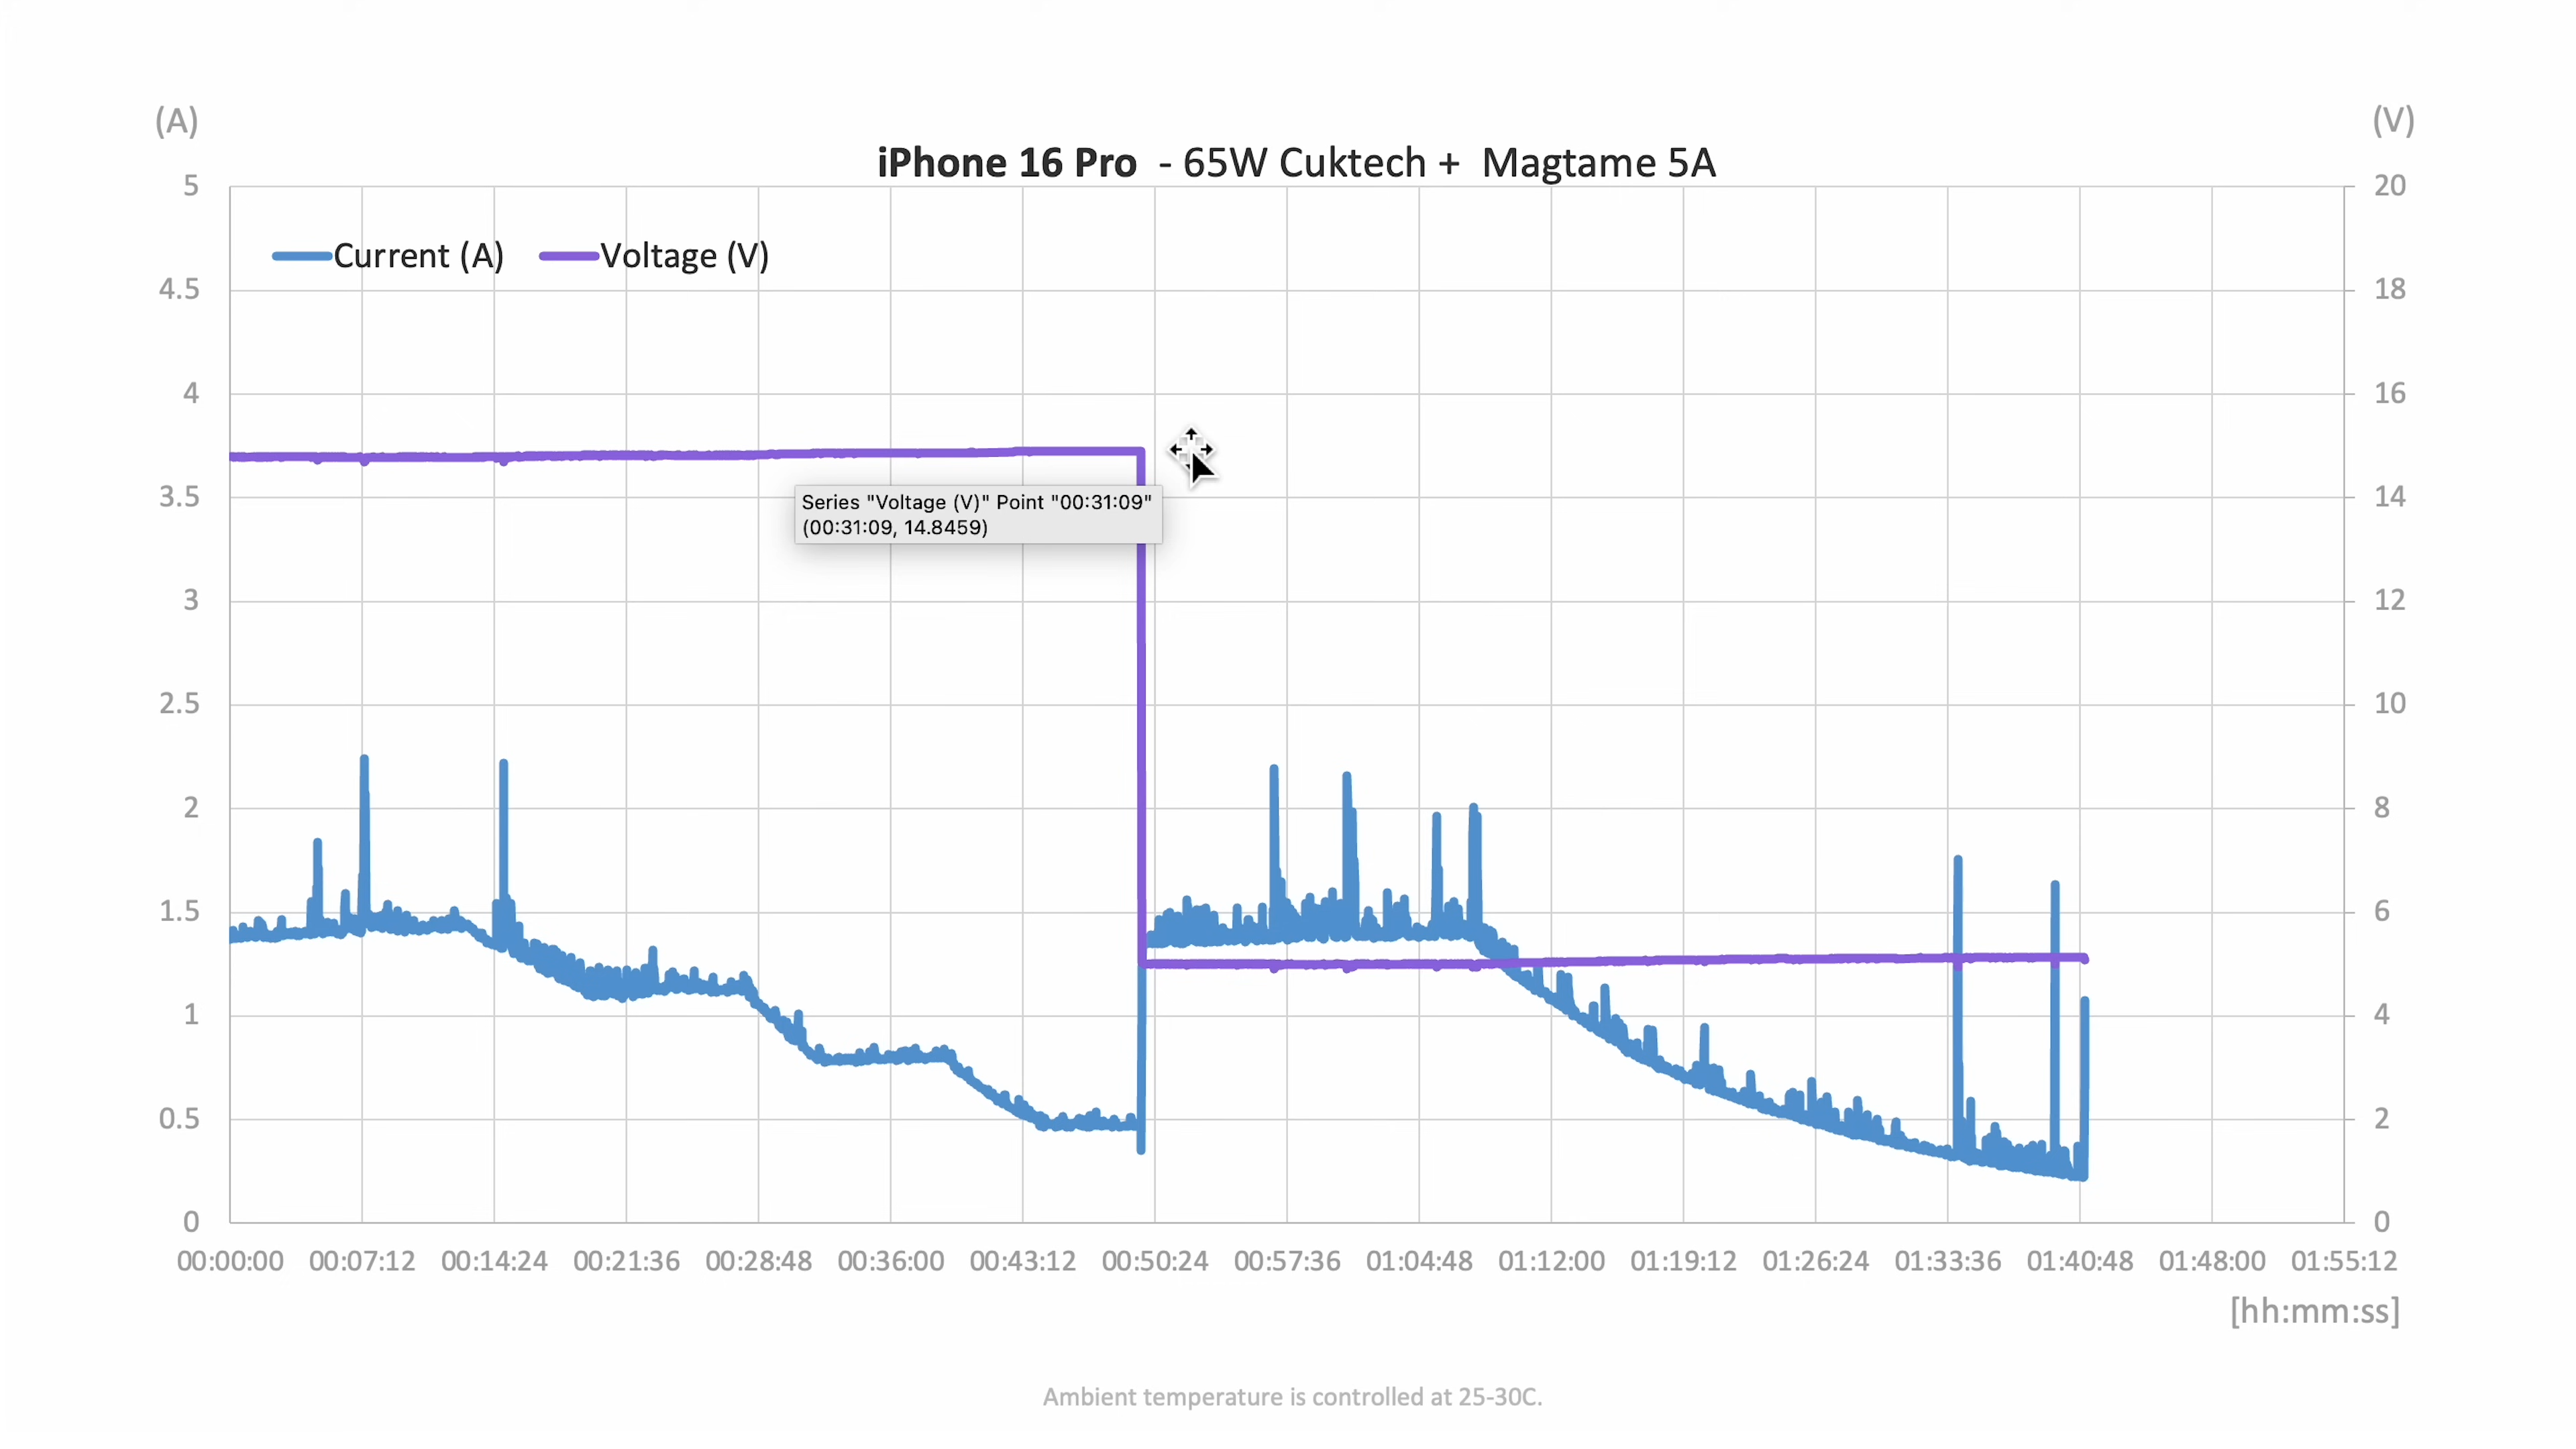 (A)
(V)
iPhone 16 Pro - 65W Cuktech + Magtame 5A
5
20
Current (A)
Voltage (V)
4.5
18
4
16
3.5
14
Series "Voltage (V)" Point "00:31:09"
(00:31:09, 14.8459)
3
12
2.5
10
2
8
1.5
6
1
4
0.5
2
0
0
00:00:00 00:07:12 00:14:24 00:21:36 00:28:48 00:36:00 00:43:12 00:50:24 00:57:36 01:04:48 01:12:00 01:19:12 01:26:24 01:33:36 01:40:48 01:48:00 01:55:12
[hh:mm:ss]
Ambient temperature is controlled at 25-30C.